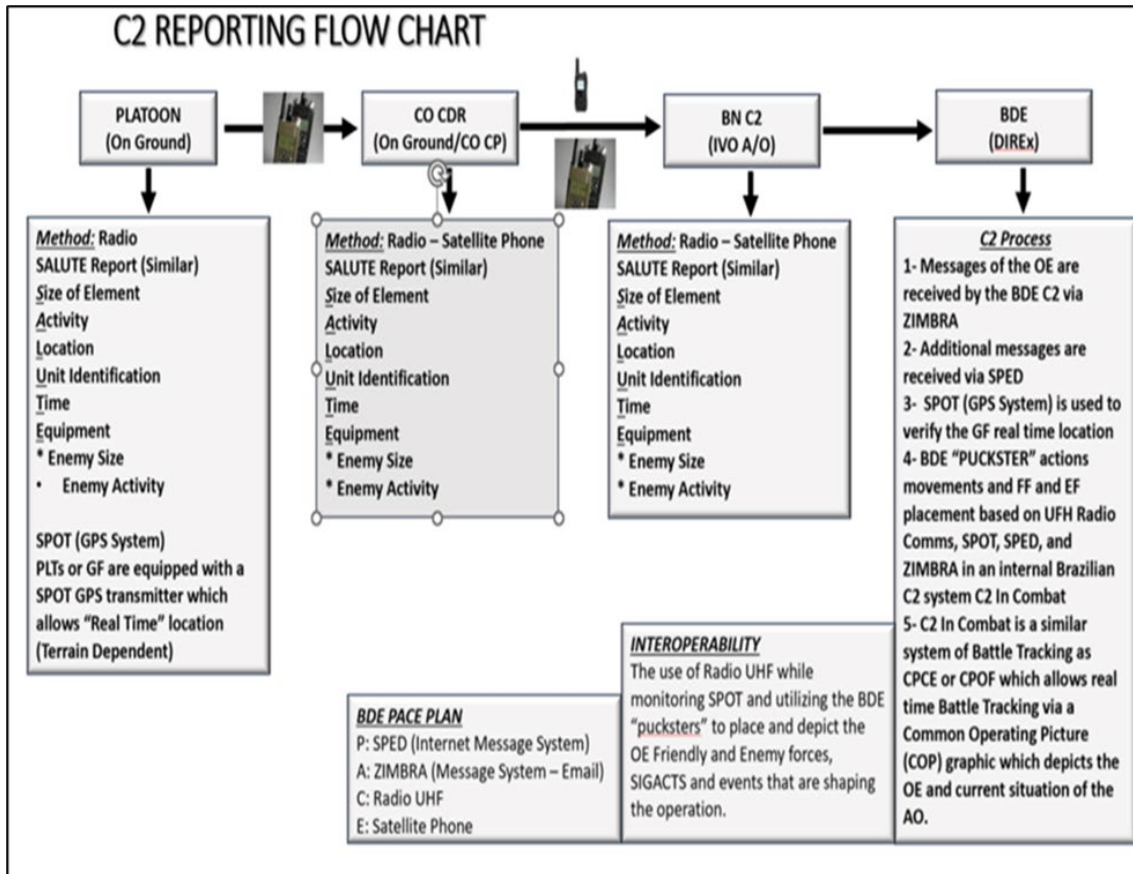 C2 REPORTING FLOW CHART
PLATOON
(On Ground)
CO CDR
(On Ground/CO CP)
BN C2
(IVO A/O)
BDE
(DIREx)
Method: Radio
SALUTE Report (Similar)
Size of Element
Activity
Location
Unit Identification
Time
Equipment
* Enemy Size
• Enemy Activity
SPOT (GPS System)
PLTs or GF are equipped with a
SPOT GPS transmitter which
allows “Real Time” location
(Terrain Dependent)
Method: Radio – Satellite Phone
SALUTE Report (Similar)
Size of Element
Activity
Location
Unit Identification
Time
Equipment
* Enemy Size
* Enemy Activity
Method: Radio – Satellite Phone
SALUTE Report (Similar)
Size of Element
Activity
Location
Unit Identification
Time
Equipment
* Enemy Size
* Enemy Activity
C2 Process
1- Messages of the OE are
received by the BDE C2 via
ZIMBRA
2- Additional messages are
received via SPED
3- SPOT (GPS System) is used to
verify the GF real time location
4- BDE “PUCKSTER” actions
movements and FF and EF
placement based on UFH Radio
Comms, SPOT, SPED, and
ZIMBRA in an internal Brazilian
C2 system C2 In Combat
5- C2 In Combat is a similar
system of Battle Tracking as
CPCE or CPOF which allows real
time Battle Tracking via a
Common Operating Picture
(COP) graphic which depicts the
OE and current situation of the
AO.
BDE PACE PLAN
P: SPED (Internet Message System)
A: ZIMBRA (Message System – Email)
C: Radio UHF
E: Satellite Phone
INTEROPERABILITY
The use of Radio UHF while
monitoring SPOT and utilizing the BDE
“pucksters” to place and depict the
OE Friendly and Enemy forces,
SIGACTS and events that are shaping
the operation.